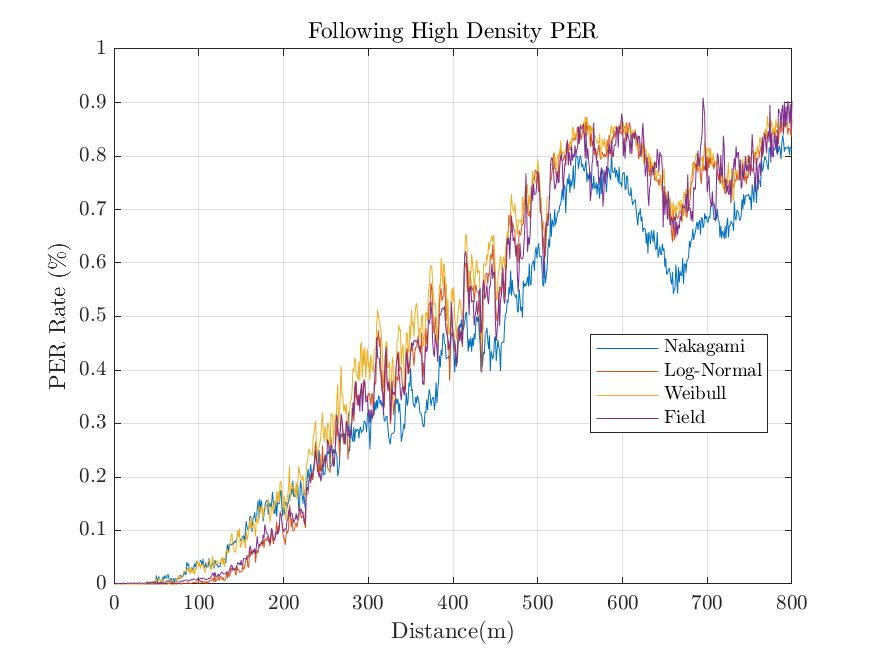 Following High Density PER
1
0.9
0.8
0.7
0.6
0.5
0.4
0.3
0.2
0.1
0
PER Rate (%)
Nakagami
Log-Normal
Weibull
Field
0 100 200 300 400 500 600 700 800
Distance(m)